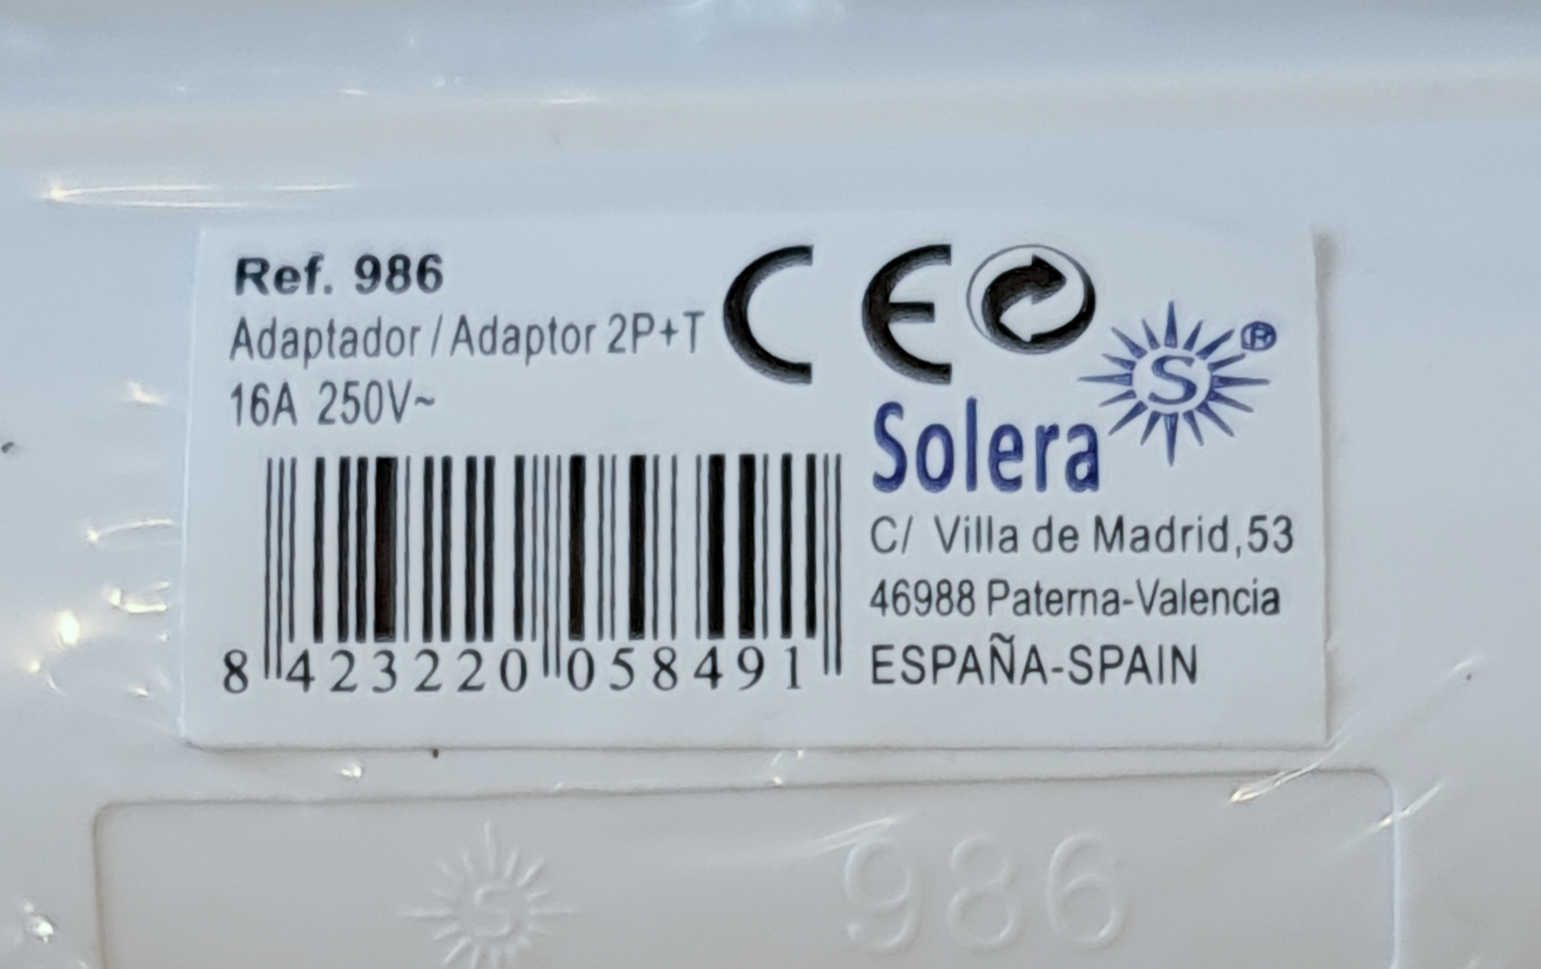 Ref. 986
Adaptador / Adaptor 2P+T
16A 250V~
CE
S®
Solera
C/ Villa de Madrid,53
46988 Paterna-Valencia
ESPAÑA-SPAIN
8 423220 058491
S 986